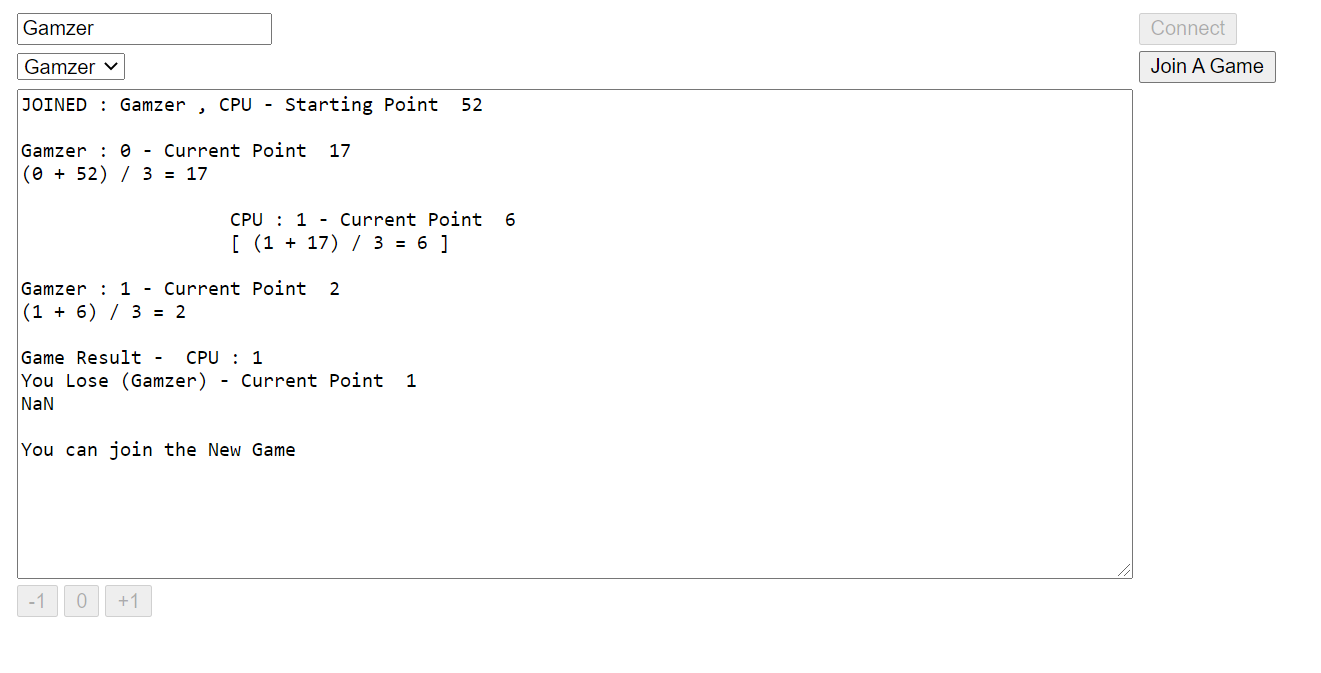 Gamzer
Connect
Gamzer
Join A Game
JOINED : Gamzer , CPU - Starting Point  52
Gamzer : 0 - Current Point  17
(0 + 52) / 3 = 17
CPU : 1 - Current Point  6
[ (1 + 17) / 3 = 6 ]
Gamzer : 1 - Current Point  2
(1 + 6) / 3 = 2
Game Result -  CPU : 1
You Lose (Gamzer) - Current Point  1
NaN
You can join the New Game
-1 0 +1